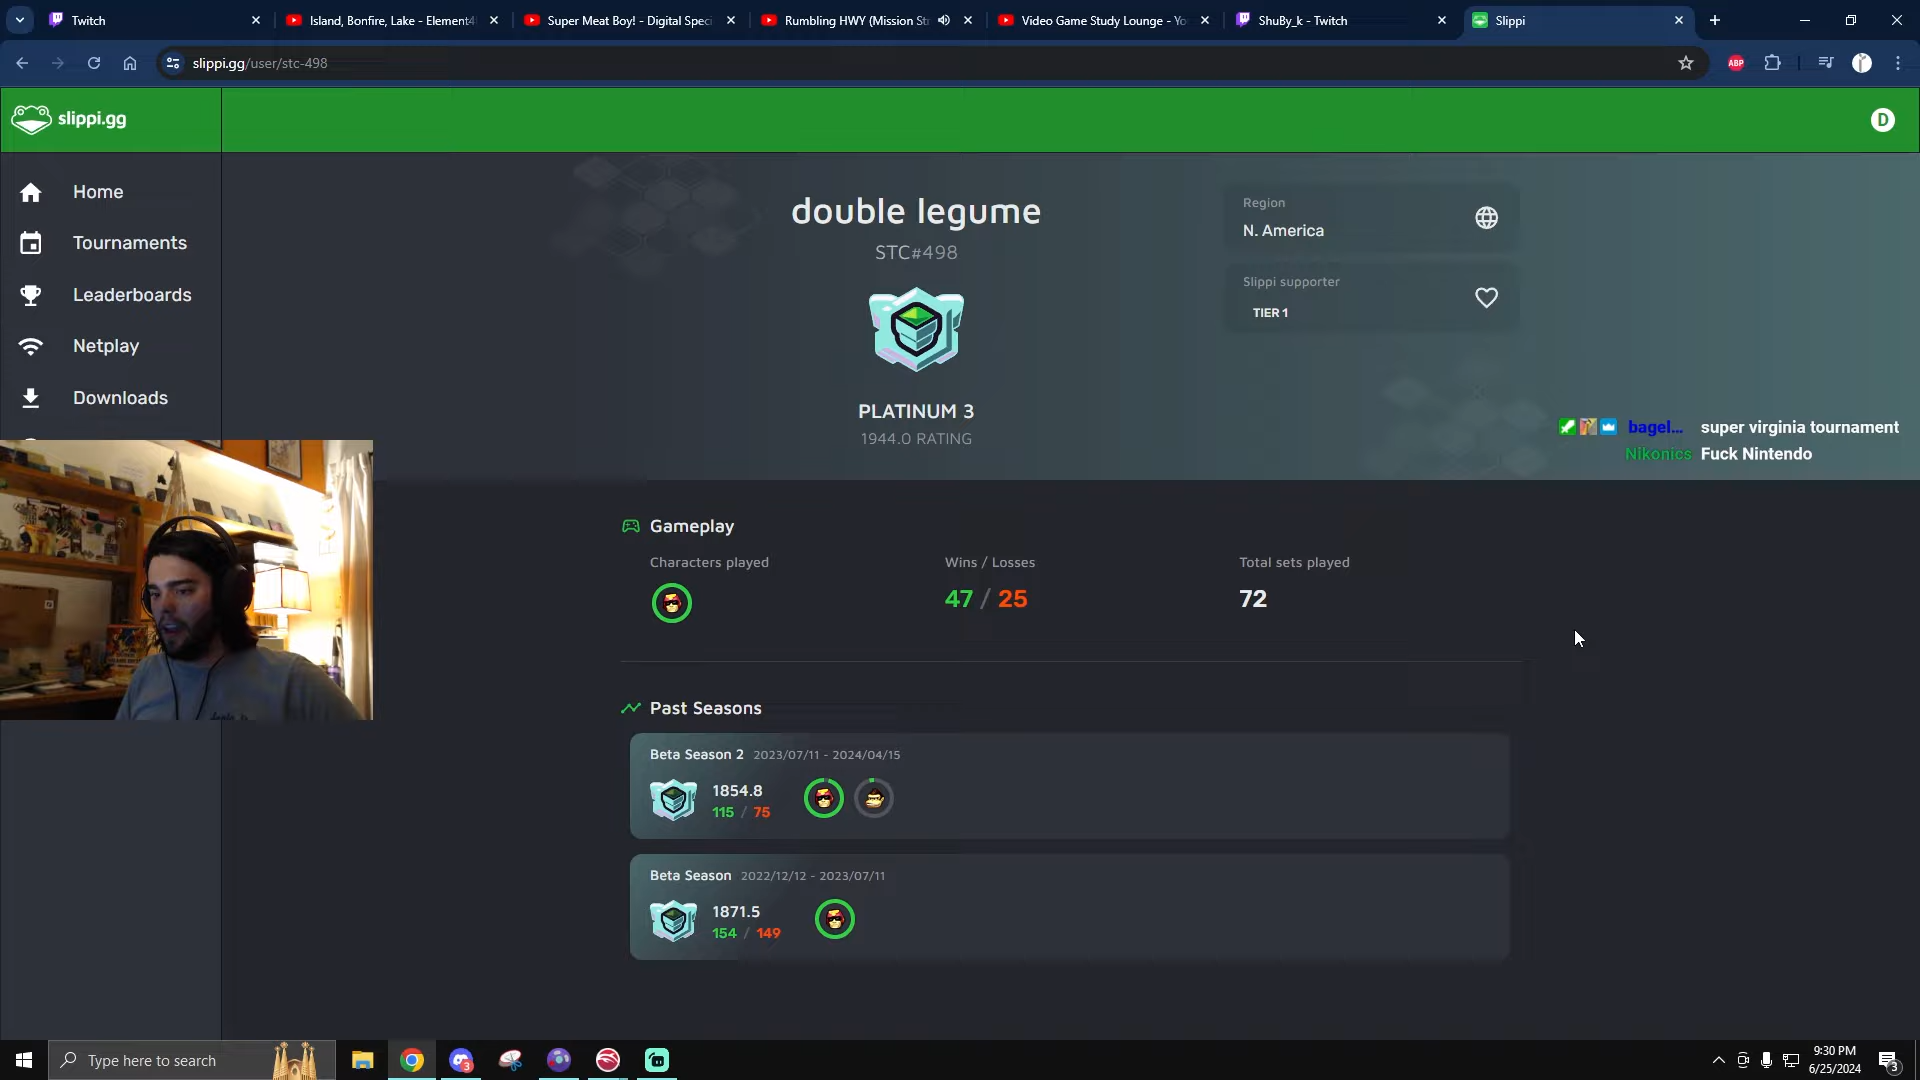 Twitch
Island, Bonfire, Lake - Element4
Super Meat Boy! - Digital Speci
Rumbling HWY (Mission St
Video Game Study Lounge - Yo
ShuBy_k - Twitch
Slippi
slippi.gg/user/stc-498
ABP
slippi.gg
D
Home
Tournaments
Leaderboards
Netplay
Downloads
double legume
STC#498
PLATINUM 3
1944.0 RATING
Region
N. America
Slippi supporter
TIER 1
bagel... super virginia tournament
Nikonics Fuck Nintendo
Gameplay
Characters played
Wins / Losses
47 / 25
Total sets played
72
Past Seasons
Beta Season 2 2023/07/11 - 2024/04/15
1854.8
115 / 75
Beta Season 2022/12/12 - 2023/07/11
1871.5
154 / 149
Type here to search
3
9:30 PM
6/25/2024
3